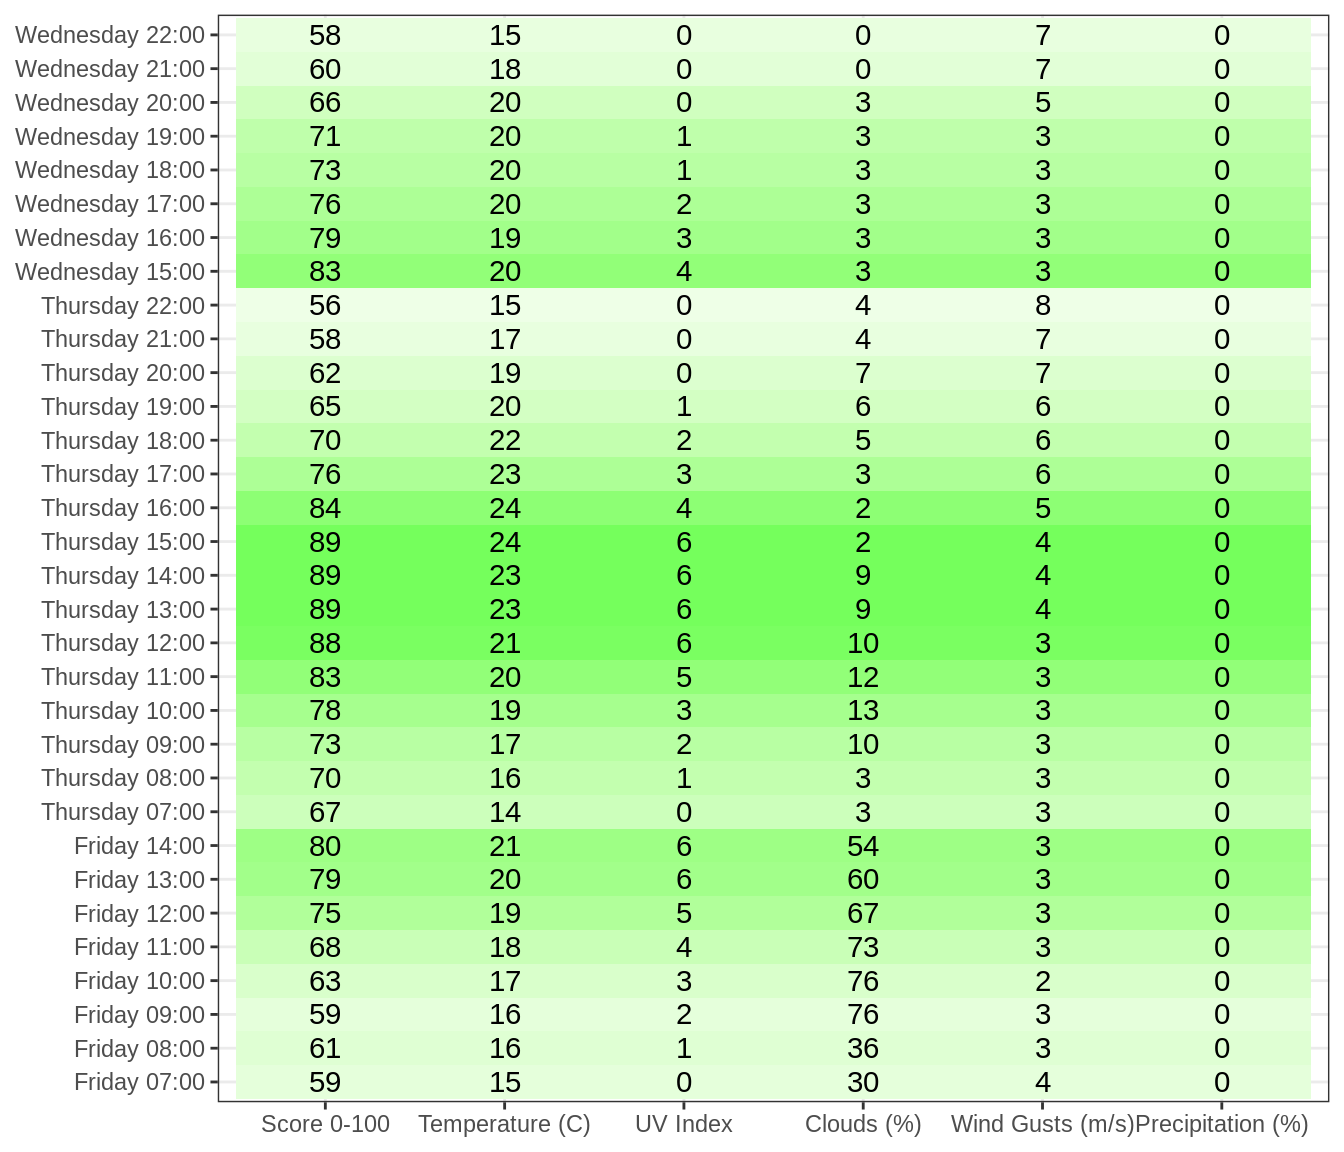 Wednesday 22:00 58 15 0 0 7 0
Wednesday 21:00 60 18 0 0 7 0
Wednesday 20:00 66 20 0 3 5 0
Wednesday 19:00 71 20 1 3 3 0
Wednesday 18:00 73 20 1 3 3 0
Wednesday 17:00 76 20 2 3 3 0
Wednesday 16:00 79 19 3 3 3 0
Wednesday 15:00 83 20 4 3 3 0
Thursday 22:00 56 15 0 4 8 0
Thursday 21:00 58 17 0 4 7 0
Thursday 20:00 62 19 0 7 7 0
Thursday 19:00 65 20 1 6 6 0
Thursday 18:00 70 22 2 5 6 0
Thursday 17:00 76 23 3 3 6 0
Thursday 16:00 84 24 4 2 5 0
Thursday 15:00 89 24 6 2 4 0
Thursday 14:00 89 23 6 9 4 0
Thursday 13:00 89 23 6 9 4 0
Thursday 12:00 88 21 6 10 3 0
Thursday 11:00 83 20 5 12 3 0
Thursday 10:00 78 19 3 13 3 0
Thursday 09:00 73 17 2 10 3 0
Thursday 08:00 70 16 1 3 3 0
Thursday 07:00 67 14 0 3 3 0
Friday 14:00 80 21 6 54 3 0
Friday 13:00 79 20 6 60 3 0
Friday 12:00 75 19 5 67 3 0
Friday 11:00 68 18 4 73 3 0
Friday 10:00 63 17 3 76 2 0
Friday 09:00 59 16 2 76 3 0
Friday 08:00 61 16 1 36 3 0
Friday 07:00 59 15 0 30 4 0
Score 0-100 Temperature (C) UV Index Clouds (%) Wind Gusts (m/s) Precipitation (%)